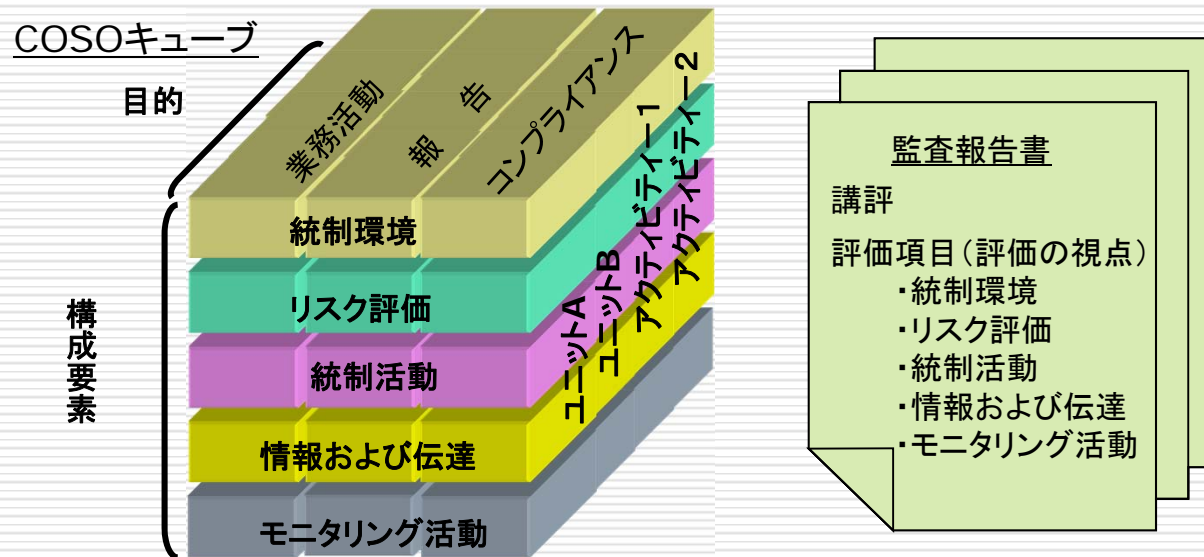 COSOキューブ
目的
業務活動
報 告
コンプライアンス
構成要素
統制環境
リスク評価
統制活動
情報および伝達
モニタリング活動
ユニットA
ユニットB
アクティビティー1
アクティビティー2
監査報告書
講評
評価項目(評価の視点)
・統制環境
・リスク評価
・統制活動
・情報および伝達
・モニタリング活動